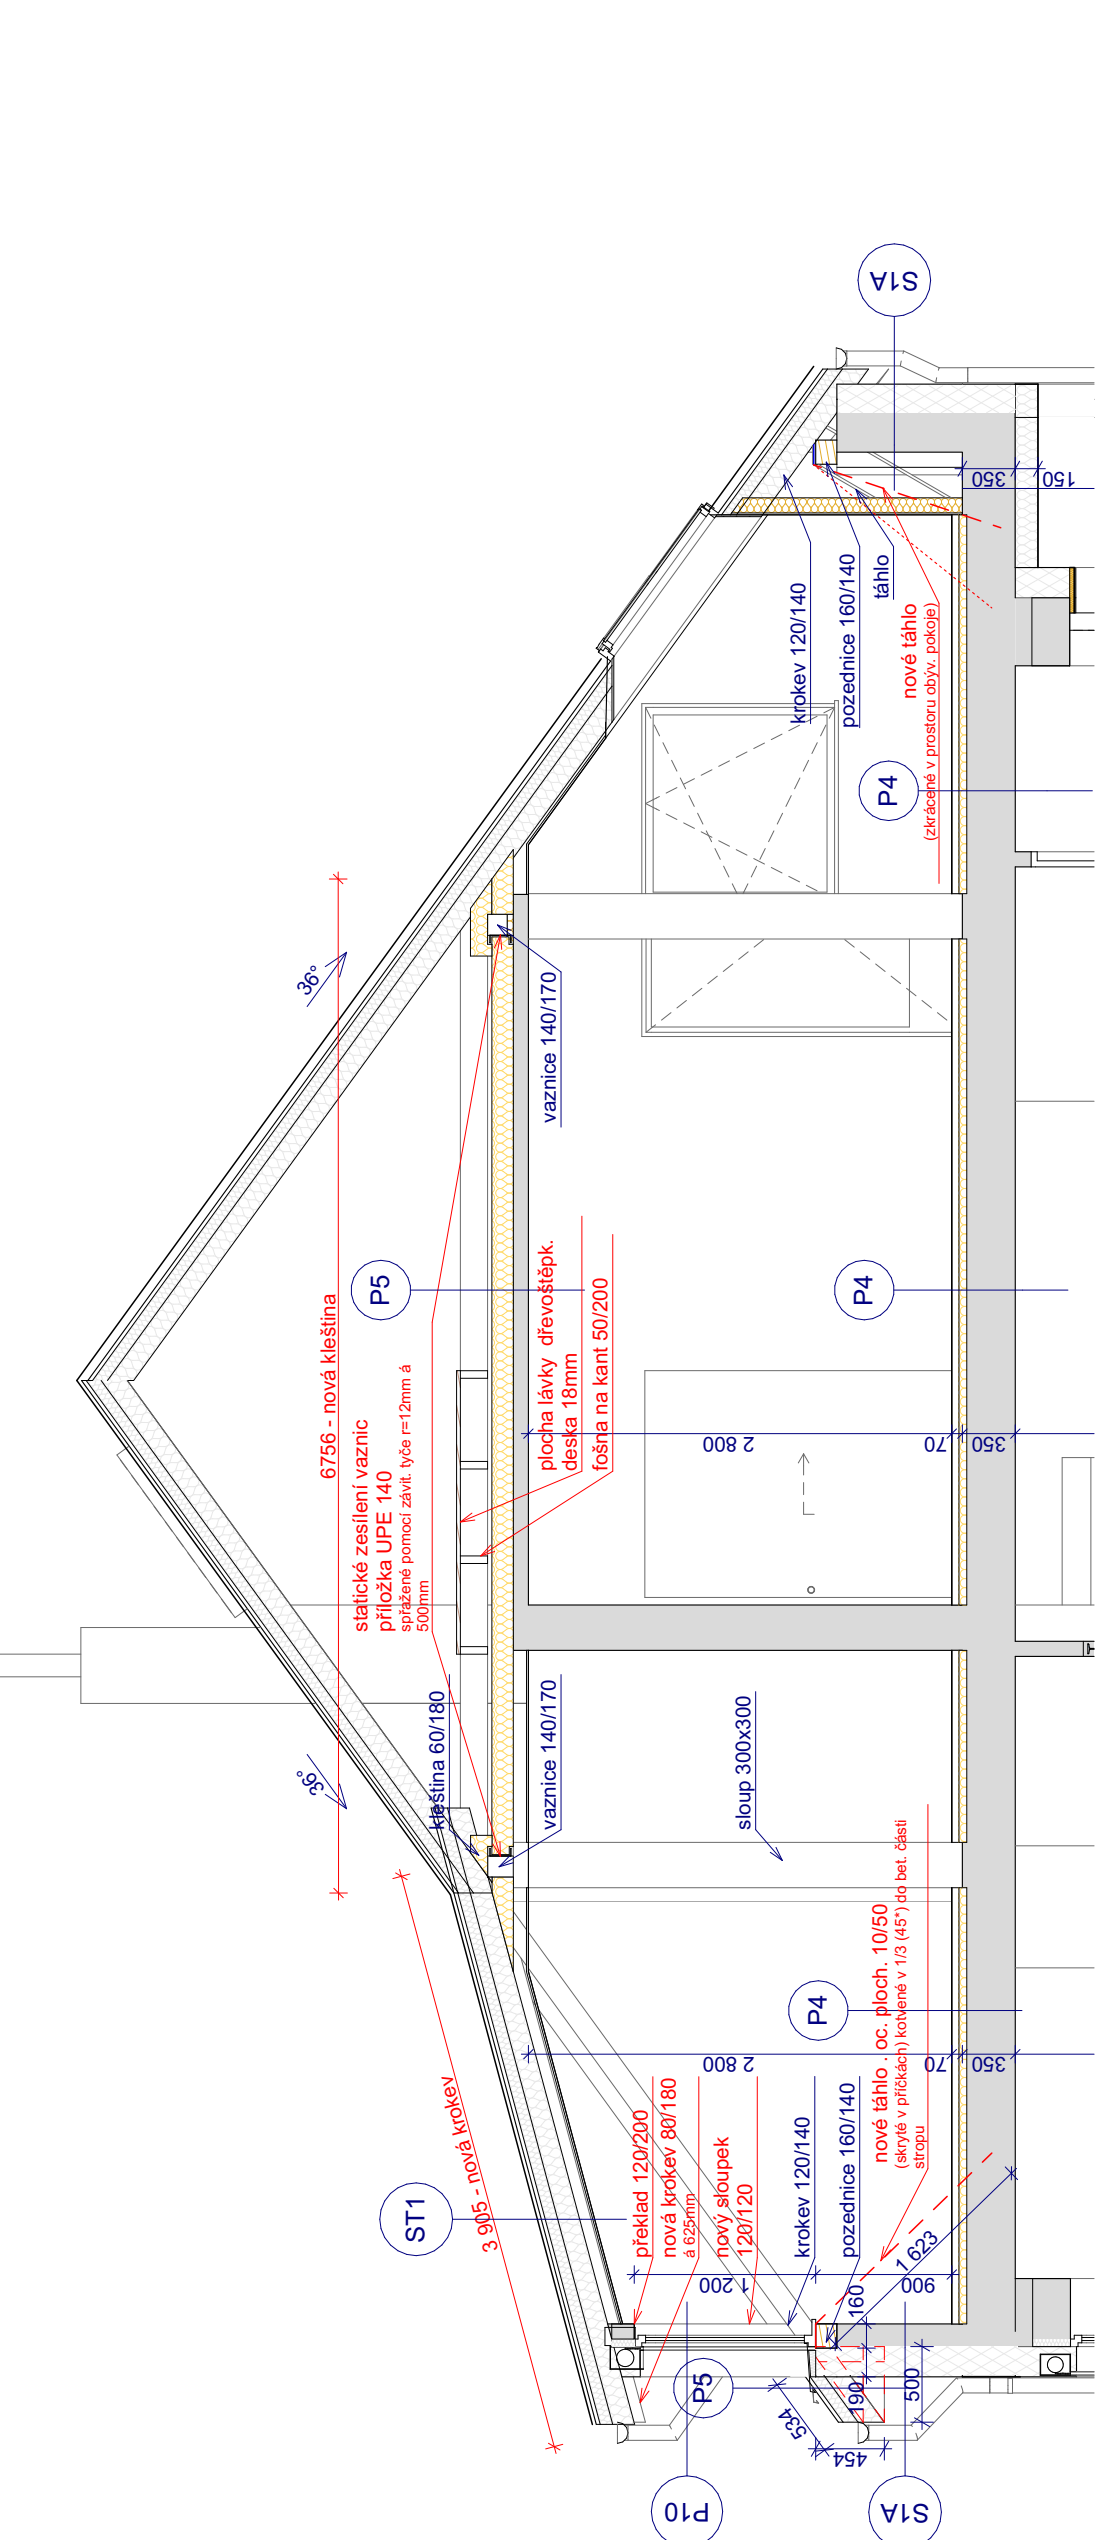 S1A
krokev 120/140
pozednice 160/140
táhlo
nové táhlo
(zkrácené v prostoru obýv. pokoje)
350
150
P4
36°
vaznice 140/170
6756 - nová kleština
P5
statické zesílení vaznic
příložka UPE 140
spřažené pomocí závit. tyče r=12mm á
500mm
plocha lávky dřevoštěpk.
deska 18mm
fošna na kant 50/200
P4
2 800
70
350
36°
kleština 60/180
vaznice 140/170
sloup 300x300
3 905 - nová krokev
ST1
P4
2 800
70
350
překlad 120/200
nová krokev 80/180
á 625mm
nový sloupek
120/120
krokev 120/140
pozednice 160/140
nové táhlo . oc. ploch. 10/50
(skryté v příčkách) kotvené v 1/3 (45°) do bet. části
stropu
1 623
1 200
900
160
190
500
534
454
P5
P10
S1A